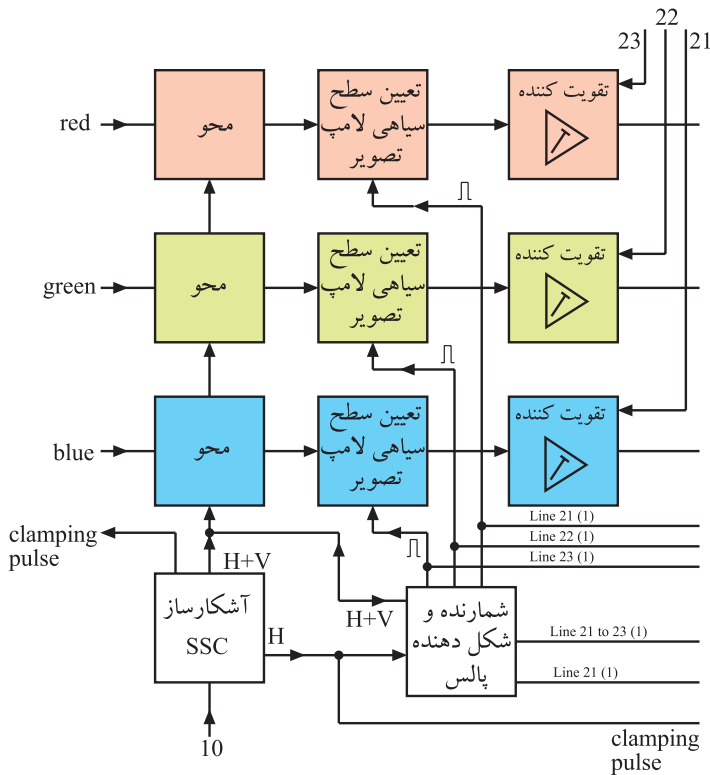 22
23
21
red
محو
تعیین سطح
سیاهی لامپ
تصویر
تقویت کننده
green
محو
تعیین سطح
سیاهی لامپ
تصویر
تقویت کننده
blue
محو
تعیین سطح
سیاهی لامپ
تصویر
تقویت کننده
Line 21 (1)
Line 22 (1)
Line 23 (1)
clamping
pulse
H+V
آشکارساز
SSC
H
H+V
شمارنده و
شکل دهنده
پالس
Line 21 to 23 (1)
Line 21 (1)
10
clamping
pulse